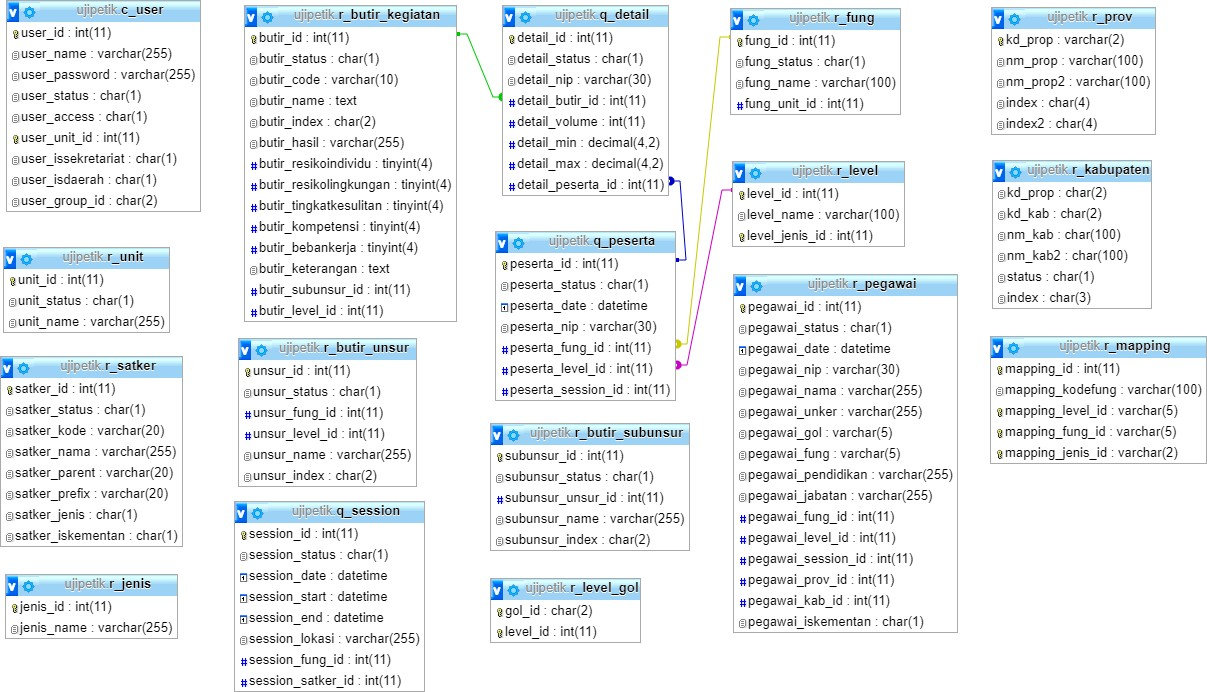 ujipetik.c_user
user_id : int(11)
user_name : varchar(255)
user_password : varchar(255)
user_status : char(1)
user_access : char(1)
user_unit_id : int(11)
user_issekretariat : char(1)
user_isdaerah : char(1)
user_group_id : char(2)
ujipetik.r_unit
unit_id : int(11)
unit_status : char(1)
unit_name : varchar(255)
ujipetik.r_satker
satker_id : int(11)
satker_status : char(1)
satker_kode : varchar(20)
satker_nama : varchar(255)
satker_parent : varchar(20)
satker_prefix : varchar(20)
satker_jenis : char(1)
satker_iskementan : char(1)
ujipetik.r_jenis
jenis_id : int(11)
jenis_name : varchar(255)
ujipetik.r_butir_kegiatan
butir_id : int(11)
butir_status : char(1)
butir_code : varchar(10)
butir_name : text
butir_index : char(2)
butir_hasil : varchar(255)
butir_resikoindividu : tinyint(4)
butir_resikolingkungan : tinyint(4)
butir_tingkatkesulitan : tinyint(4)
butir_kompetensi : tinyint(4)
butir_bebankerja : tinyint(4)
butir_keterangan : text
butir_subunsur_id : int(11)
butir_level_id : int(11)
ujipetik.r_butir_unsur
unsur_id : int(11)
unsur_status : char(1)
unsur_fung_id : int(11)
unsur_level_id : int(11)
unsur_name : varchar(255)
unsur_index : char(2)
ujipetik.q_session
session_id : int(11)
session_status : char(1)
session_date : datetime
session_start : datetime
session_end : datetime
session_lokasi : varchar(255)
session_fung_id : int(11)
session_satker_id : int(11)
ujipetik.q_detail
detail_id : int(11)
detail_status : char(1)
detail_nip : varchar(30)
detail_butir_id : int(11)
detail_volume : int(11)
detail_min : decimal(4,2)
detail_max : decimal(4,2)
detail_peserta_id : int(11)
ujipetik.q_peserta
peserta_id : int(11)
peserta_status : char(1)
peserta_date : datetime
peserta_nip : varchar(30)
peserta_fung_id : int(11)
peserta_level_id : int(11)
peserta_session_id : int(11)
ujipetik.r_butir_subunsur
subunsur_id : int(11)
subunsur_status : char(1)
subunsur_unsur_id : int(11)
subunsur_name : varchar(255)
subunsur_index : char(2)
ujipetik.r_level_gol
gol_id : char(2)
level_id : int(11)
ujipetik.r_fung
fung_id : int(11)
fung_status : char(1)
fung_name : varchar(100)
fung_unit_id : int(11)
ujipetik.r_level
level_id : int(11)
level_name : varchar(100)
level_jenis_id : int(11)
ujipetik.r_pegawai
pegawai_id : int(11)
pegawai_status : char(1)
pegawai_date : datetime
pegawai_nip : varchar(30)
pegawai_nama : varchar(255)
pegawai_unker : varchar(255)
pegawai_gol : varchar(5)
pegawai_fung : varchar(5)
pegawai_pendidikan : varchar(255)
pegawai_jabatan : varchar(255)
pegawai_fung_id : int(11)
pegawai_level_id : int(11)
pegawai_session_id : int(11)
pegawai_prov_id : int(11)
pegawai_kab_id : int(11)
pegawai_iskementan : char(1)
ujipetik.r_prov
kd_prop : varchar(2)
nm_prop : varchar(100)
nm_prop2 : varchar(100)
index : char(4)
index2 : char(4)
ujipetik.r_kabupaten
kd_prop : char(2)
kd_kab : char(2)
nm_kab : char(100)
nm_kab2 : char(100)
status : char(1)
index : char(3)
ujipetik.r_mapping
mapping_id : int(11)
mapping_kodefung : varchar(100)
mapping_level_id : varchar(5)
mapping_fung_id : varchar(5)
mapping_jenis_id : varchar(2)